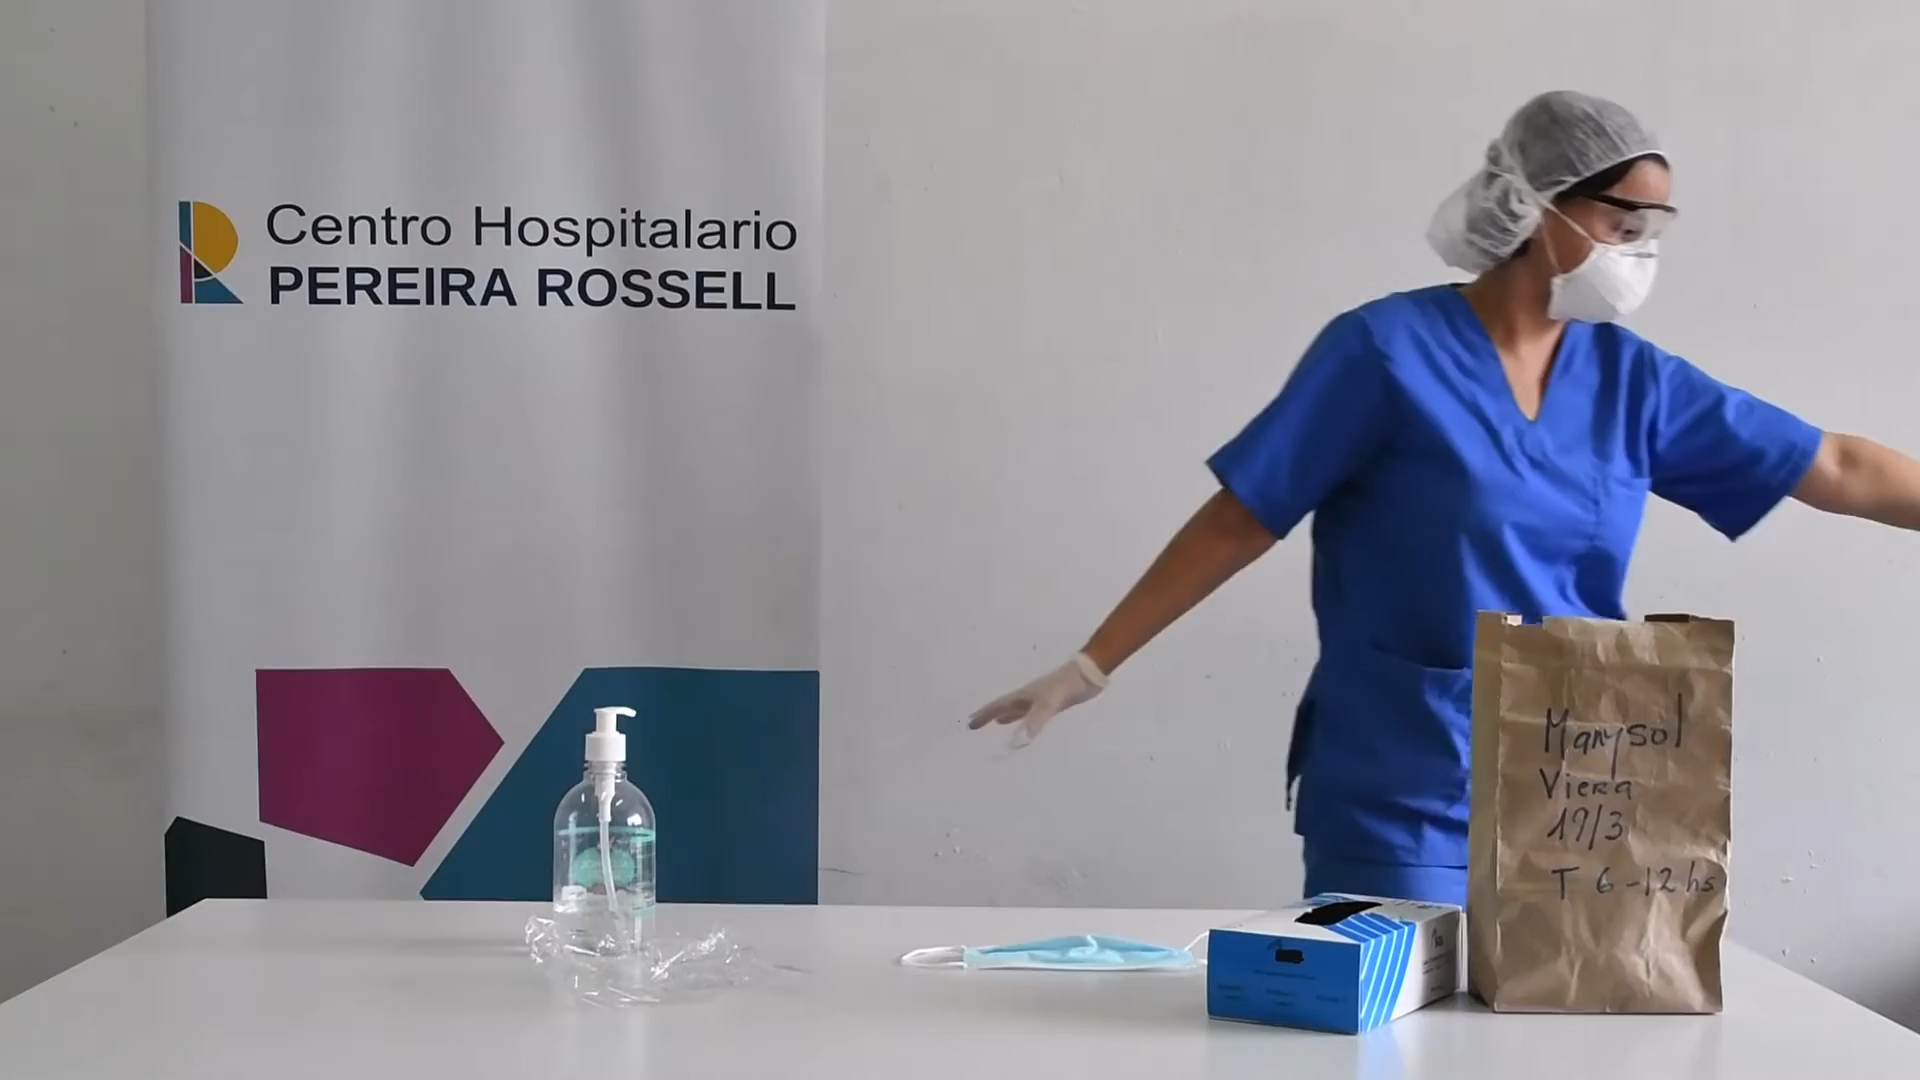 Centro Hospitalario
PEREIRA ROSSELL
Marysol
Viera
19/3
T 6-12 hs